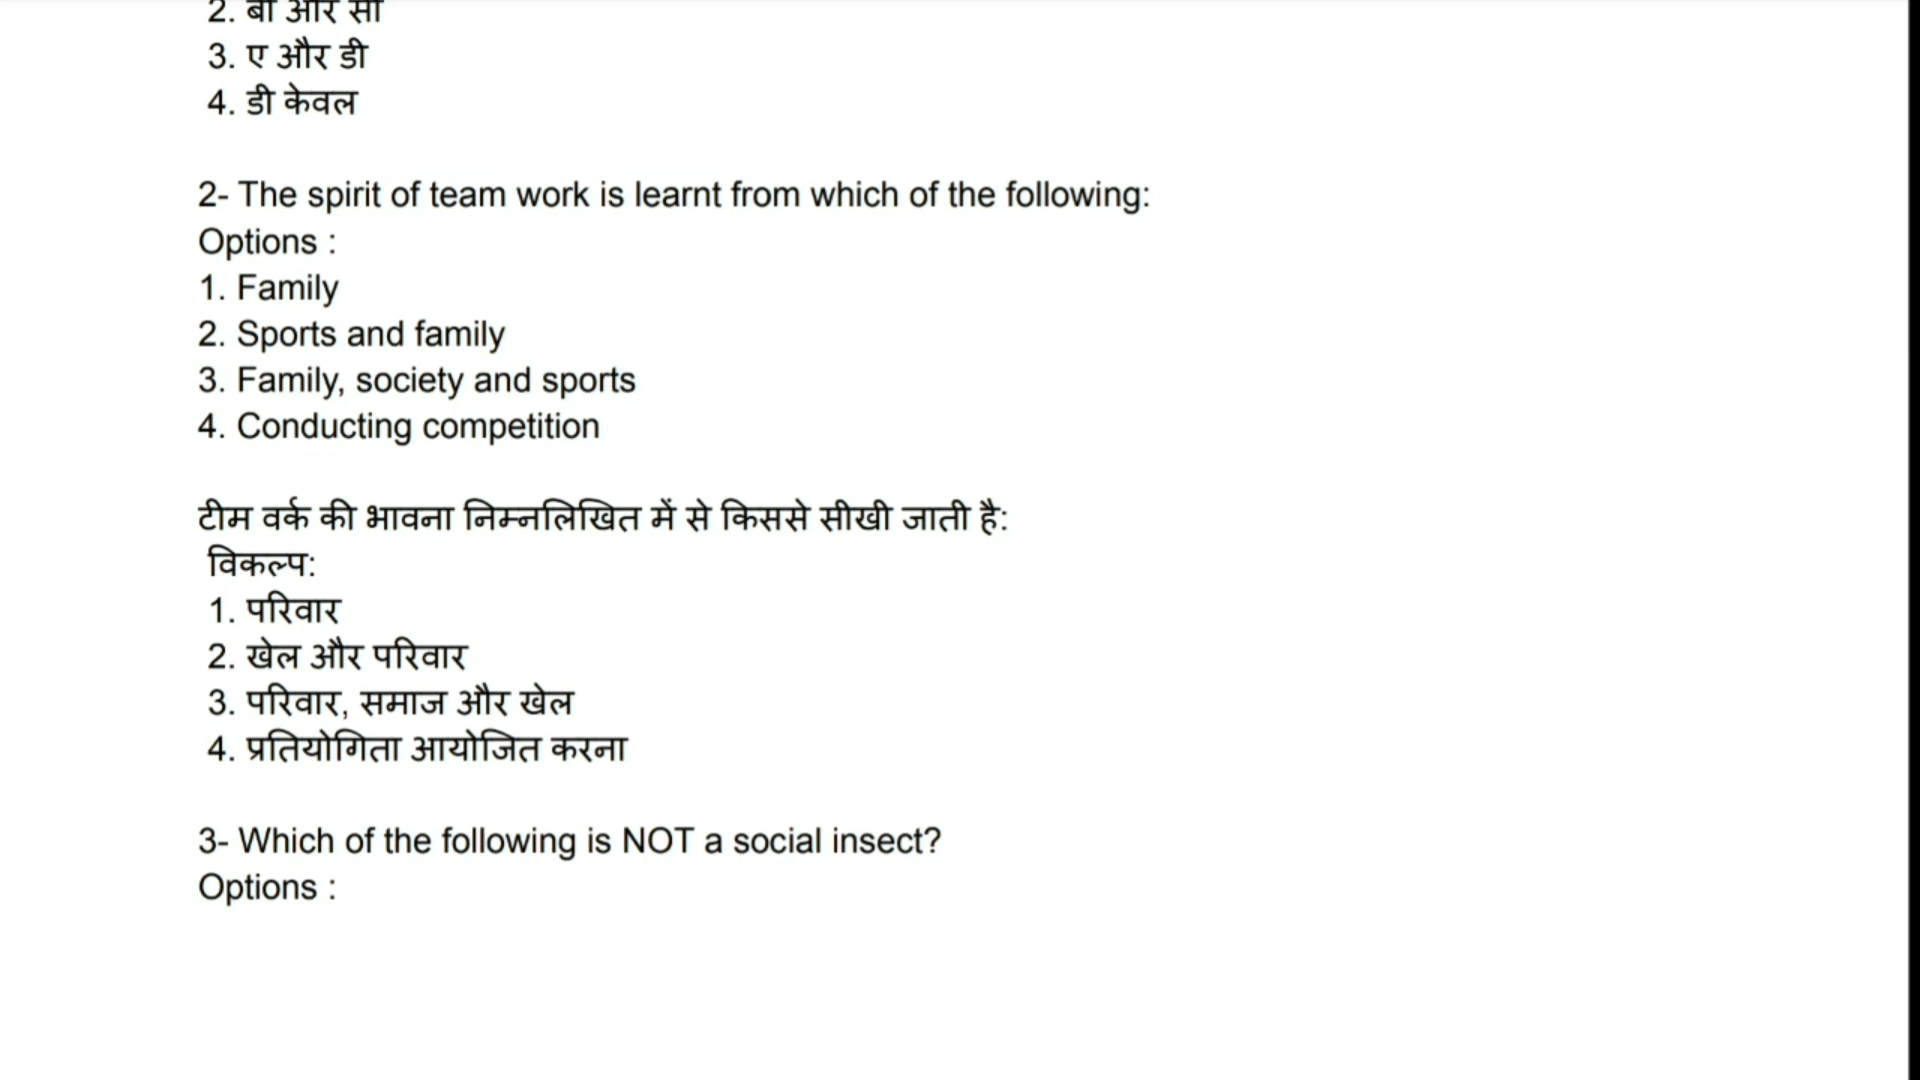 2. बी और सी
3. ए और डी
4. डी केवल
2- The spirit of team work is learnt from which of the following:
Options :
1. Family
2. Sports and family
3. Family, society and sports
4. Conducting competition
टीम वर्क की भावना निम्नलिखित में से किससे सीखी जाती है:
विकल्प:
1. परिवार
2. खेल और परिवार
3. परिवार, समाज और खेल
4. प्रतियोगिता आयोजित करना
3- Which of the following is NOT a social insect?
Options :